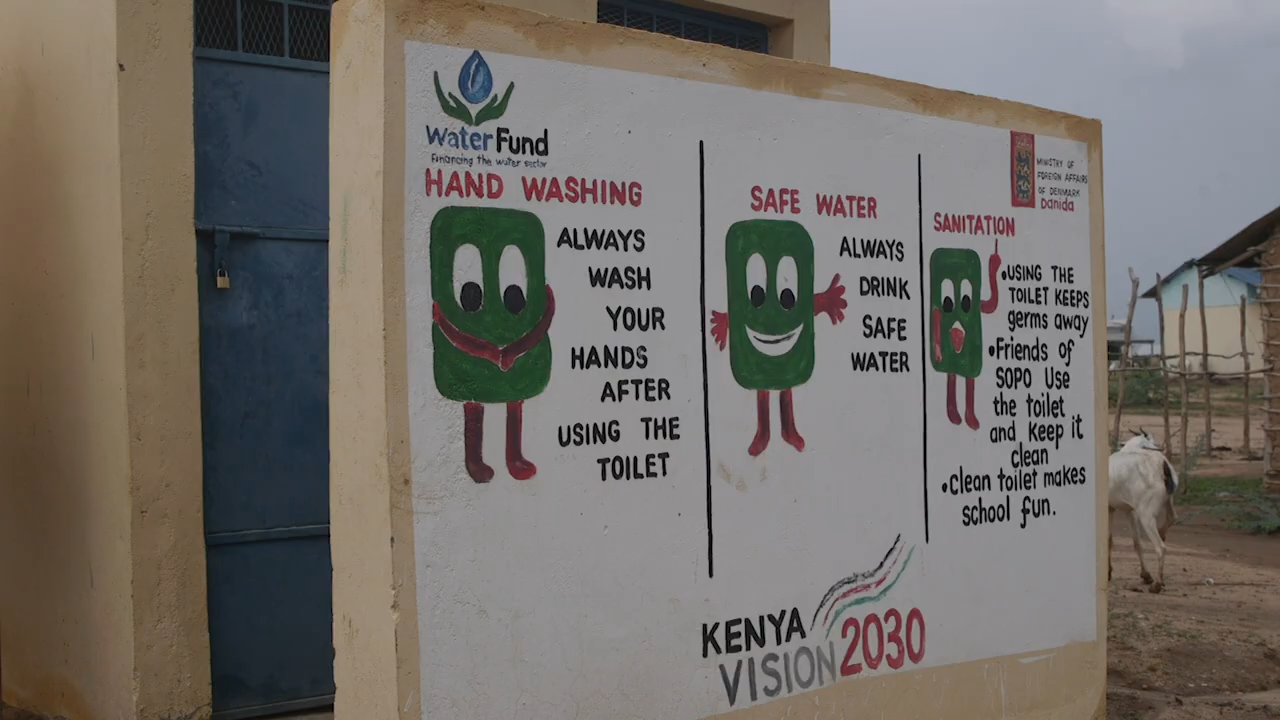 WaterFund
Financing the water sector
HAND WASHING
ALWAYS
WASH
YOUR
HANDS
AFTER
USING THE
TOILET
SAFE WATER
ALWAYS
DRINK
SAFE
WATER
MINISTRY OF
FOREIGN AFFAIRS
OF DENMARK
Danida
SANITATION
•USING THE
TOILET KEEPS
germs away
•Friends of
SOPO Use
the toilet
and keep it
clean
•clean toilet makes
school fun.
KENYA
VISION 2030